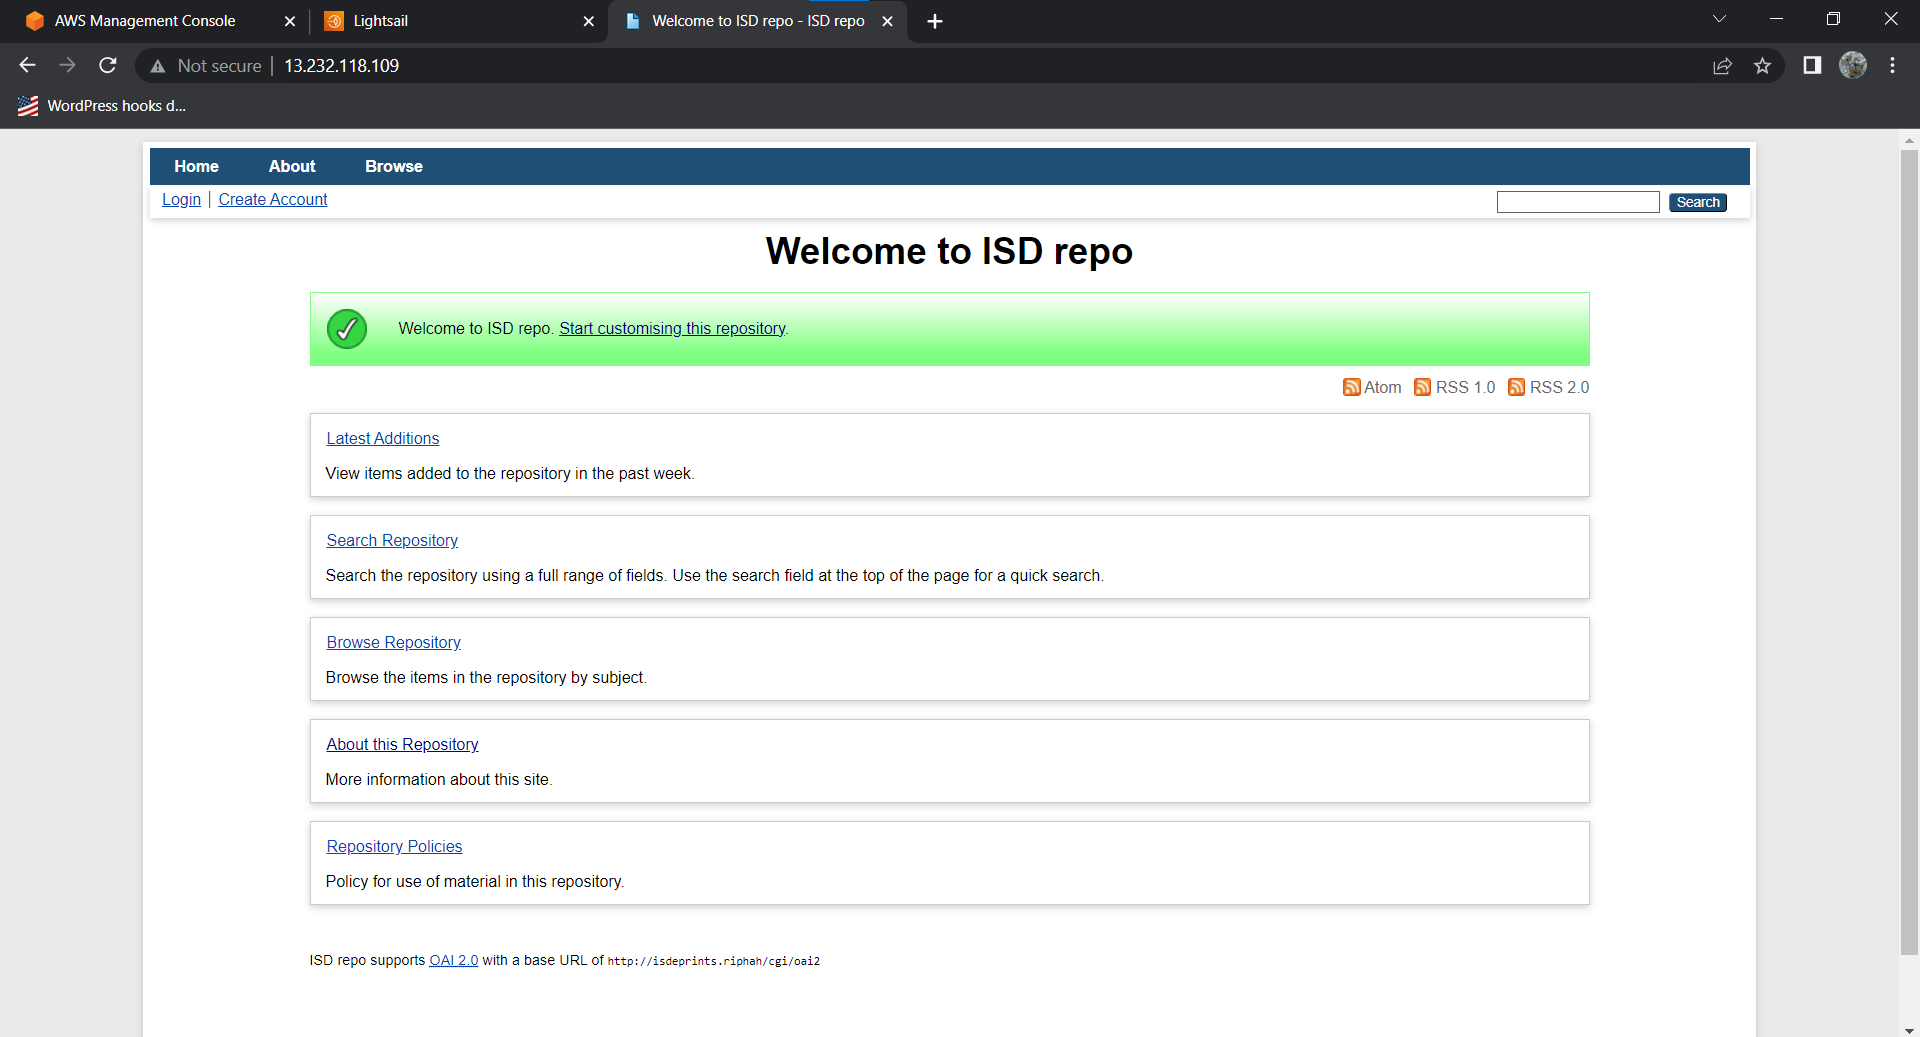 AWS Management Console
Lightsail
Welcome to ISD repo - ISD repo
Not secure
13.232.118.109
WordPress hooks d...
Home About Browse
Login | Create Account
Search
Welcome to ISD repo
Welcome to ISD repo. Start customising this repository.
Atom RSS 1.0 RSS 2.0
Latest Additions
View items added to the repository in the past week.
Search Repository
Search the repository using a full range of fields. Use the search field at the top of the page for a quick search.
Browse Repository
Browse the items in the repository by subject.
About this Repository
More information about this site.
Repository Policies
Policy for use of material in this repository.
ISD repo supports OAI 2.0 with a base URL of http://isdeprints.riphah/cgi/oai2